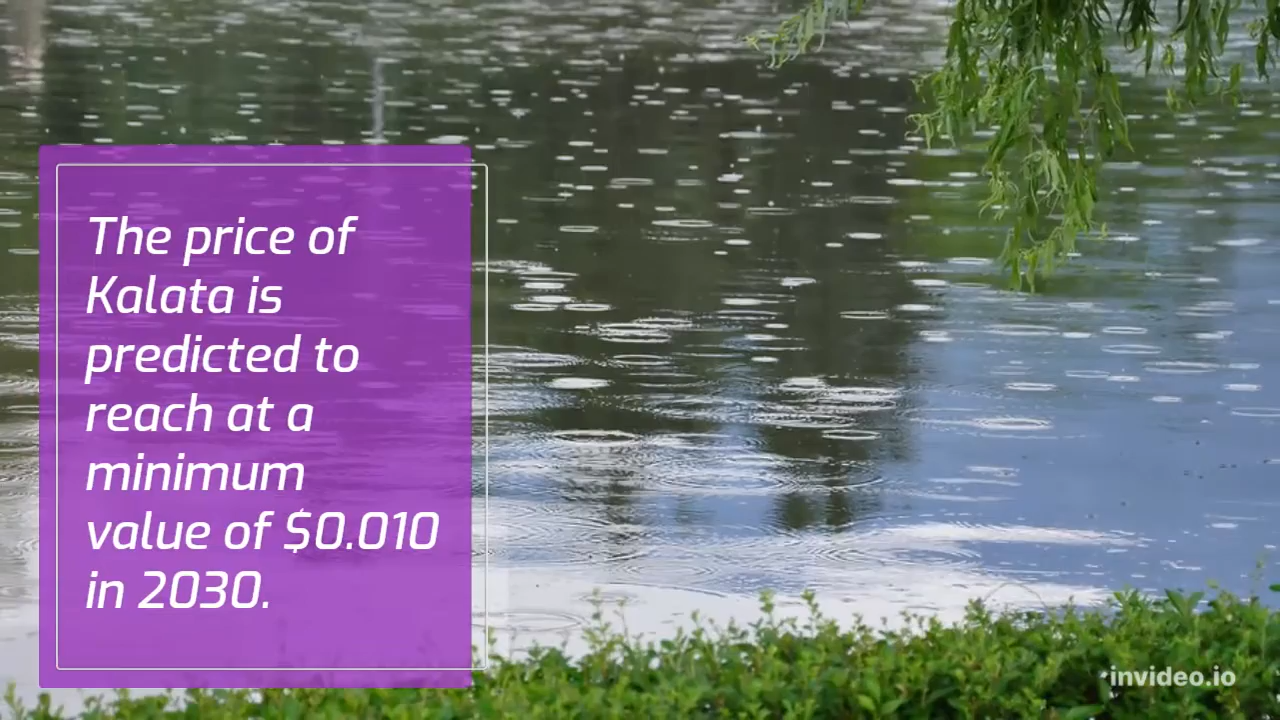 The price of
Kalata is
predicted to
reach at a
minimum
value of $0.010
in 2030.
invideo.io